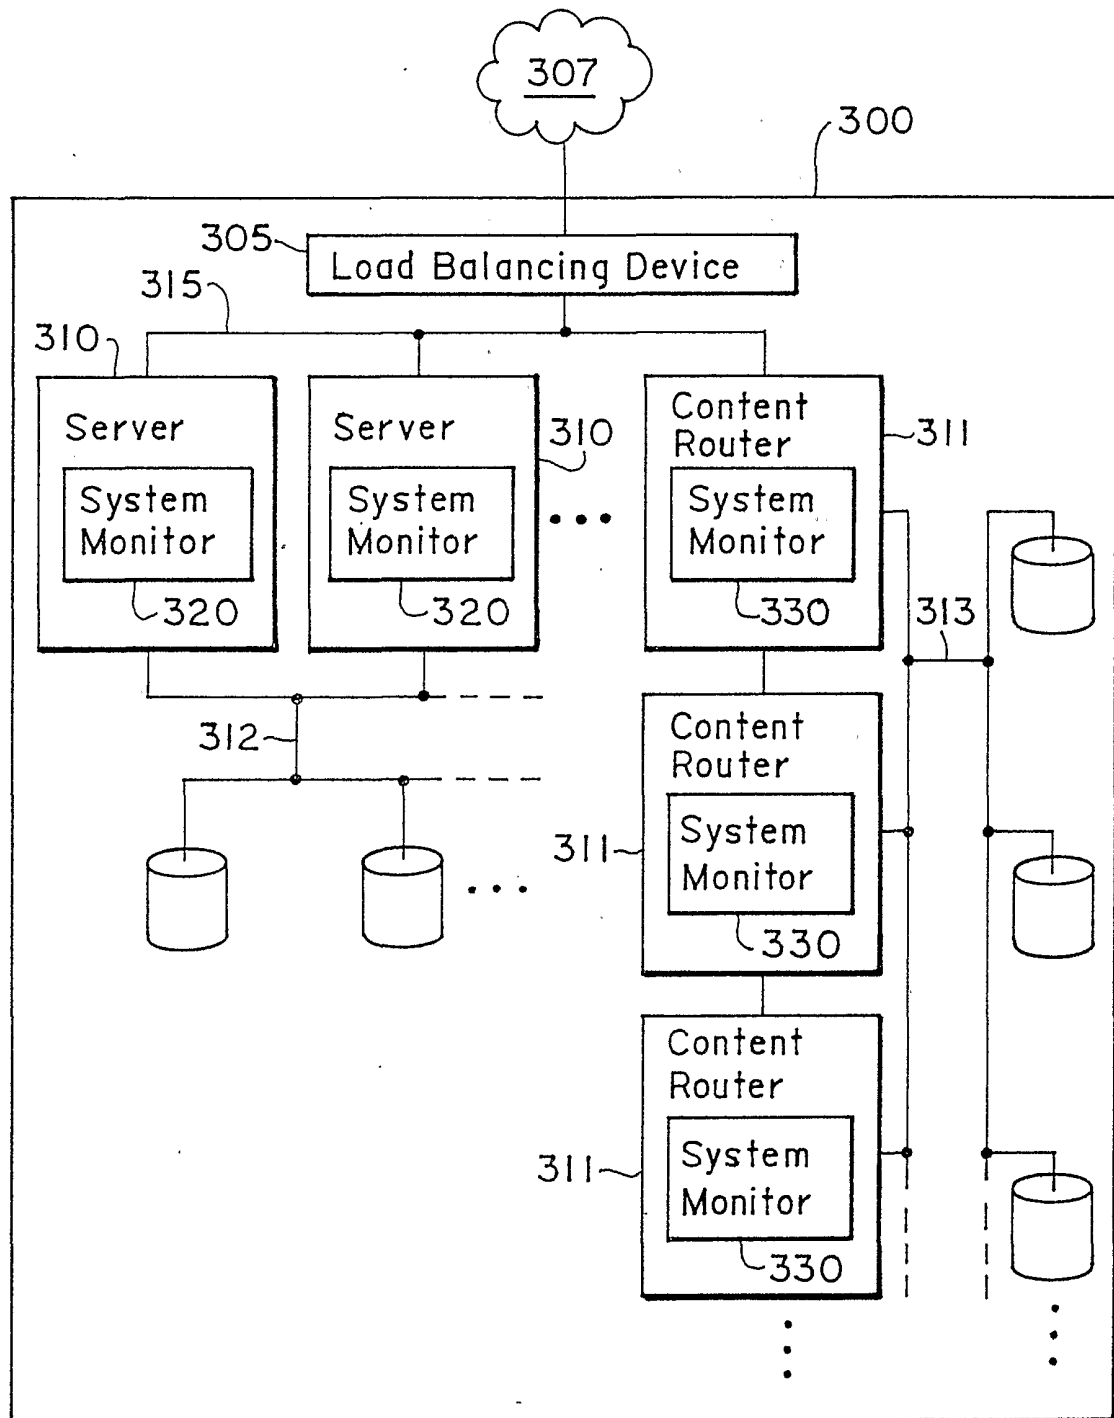 307
300
305
Load Balancing Device
315
310
Server
System
Monitor
320
Server
310
System
Monitor
320
Content
Router
311
System
Monitor
330
313
312
Content
Router
311
System
Monitor
330
Content
Router
311
System
Monitor
330